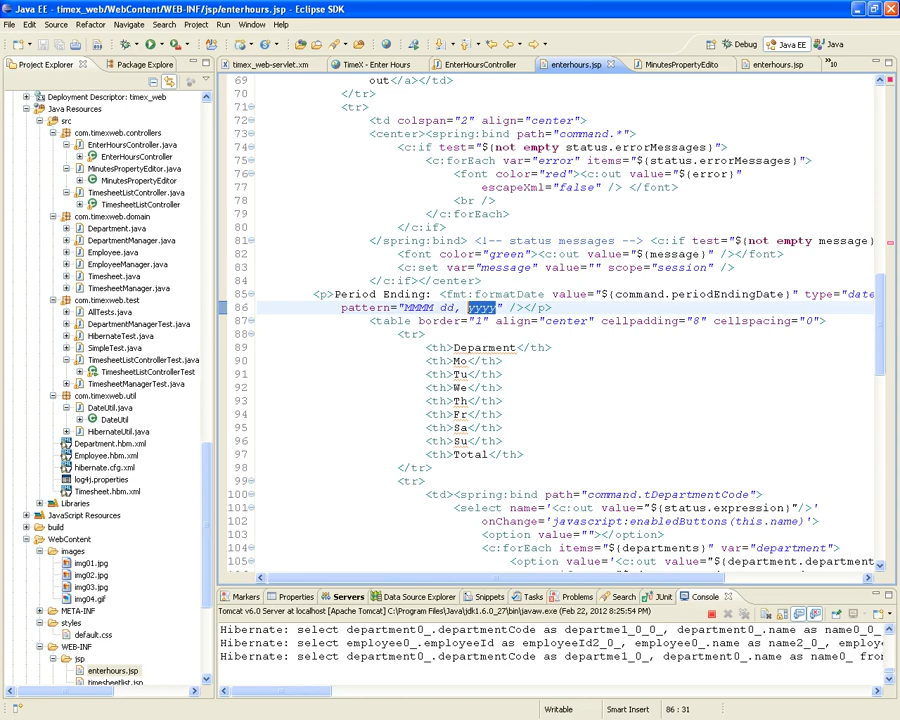 Java EE - timex_web/WebContent/WEB-INF/jsp/enterhours.jsp - Eclipse SDK
File Edit Source Refactor Navigate Search Project Run Window Help
Debug Java EE Java
Project Explorer Package Explore
timex_web-servlet.xm TimeX - Enter Hours EnterHoursController enterhours.jsp MinutesPropertyEdito enterhours.jsp 10
Deployment Descriptor: timex_web
Java Resources
src
com.timexweb.controllers
EnterHoursController.java
EnterHoursController
MinutesPropertyEditor.java
MinutesPropertyEditor
TimesheetListController.java
TimesheetListController
com.timexweb.domain
Department.java
DepartmentManager.java
Employee.java
EmployeeManager.java
Timesheet.java
TimesheetManager.java
com.timexweb.test
AllTests.java
DepartmentManagerTest.java
HibernateTest.java
SimpleTest.java
TimesheetListControllerTest
TimesheetListControllerTest
TimesheetManagerTest.java
com.timexweb.util
DateUtil.java
DateUtil
HibernateUtil.java
Department.hbm.xml
Employee.hbm.xml
hibernate.cfg.xml
log4j.properties
Timesheet.hbm.xml
Libraries
JavaScript Resources
build
WebContent
images
img01.jpg
img02.jpg
img03.jpg
img04.gif
META-INF
styles
default.css
WEB-INF
jsp
enterhours.jsp
timesheetlist.jsp
69 out</a></td>
70 </tr>
71 <tr>
72 <td colspan="2" align="center">
73 <center><spring:bind path="command.*">
74 <c:if test="${not empty status.errorMessages}">
75 <c:forEach var="error" items="${status.errorMessages}">
76 <font color="red"><c:out value="${error}"
77 escapeXml="false" /> </font>
78 <br />
79 </c:forEach>
80 </c:if>
81 </spring:bind> <!-- status messages --> <c:if test="${not empty message}
82 <font color="green"><c:out value="${message}" /></font>
83 <c:set var="message" value="" scope="session" />
84 </c:if></center>
85 <p>Period Ending: <fmt:formatDate value="${command.periodEndingDate}" type="date
86 pattern="MMMM dd, yyyy" /></p>
87 <table border="1" align="center" cellpadding="8" cellspacing="0">
88 <tr>
89 <th>Deparment</th>
90 <th>Mo</th>
91 <th>Tu</th>
92 <th>We</th>
93 <th>Th</th>
94 <th>Fr</th>
95 <th>Sa</th>
96 <th>Su</th>
97 <th>Total</th>
98 </tr>
99 <tr>
100 <td><spring:bind path="command.tDepartmentCode">
101 <select name='<c:out value="${status.expression}"/>'
102 onChange='javascript:enabledButtons(this.name)'>
103 <option value=""></option>
104 <c:forEach items="${departments}" var="department">
105 <option value='<c:out value="${department.department
Markers Properties Servers Data Source Explorer Snippets Tasks Problems Search JUnit Console
Tomcat v6.0 Server at localhost [Apache Tomcat] C:\Program Files\Java\jdk1.6.0_27\bin\javaw.exe (Feb 22, 2012 8:25:54 PM)
Hibernate: select department0_.departmentCode as departme1_0_0_, department0_.name as name0_0_
Hibernate: select employee0_.employeeId as employeeId2_0_, employee0_.name as name2_0_, employe
Hibernate: select department0_.departmentCode as departme1_0_, department0_.name as name0_ fro
Writable Smart Insert 86 : 31